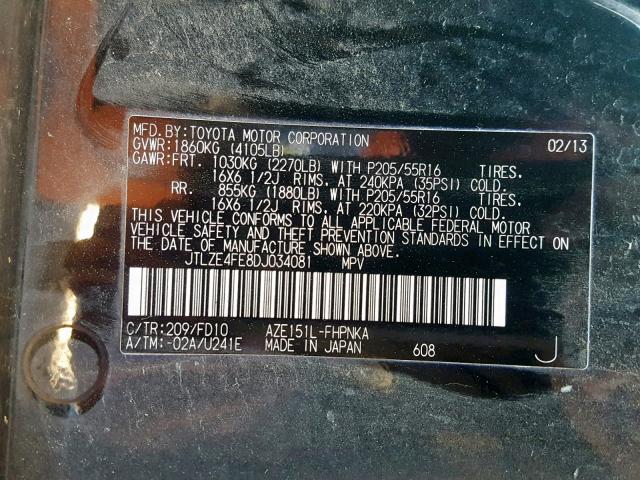 MFD.BY:TOYOTA MOTOR CORPORATION 02/13
GVWR:1860KG (4105LB)
GAWR:FRT. 1030KG (2270LB) WITH P205/55R16 TIRES.
16X6 1/2J RIMS. AT 240KPA (35PSI) COLD.
RR. 855KG (1880LB) WITH P205/55R16 TIRES.
16X6 1/2J RIMS. AT 220KPA (32PSI) COLD.
THIS VEHICLE CONFORMS TO ALL APPLICABLE FEDERAL MOTOR
VEHICLE SAFETY AND THEFT PREVENTION STANDARDS IN EFFECT ON
THE DATE OF MANUFACTURE SHOWN ABOVE.
JTLZE4FE8DJ034081 MPV
C/TR:209/FD10 AZE151L-FHPNKA
A/TM:-02A/U241E MADE IN JAPAN 608 J